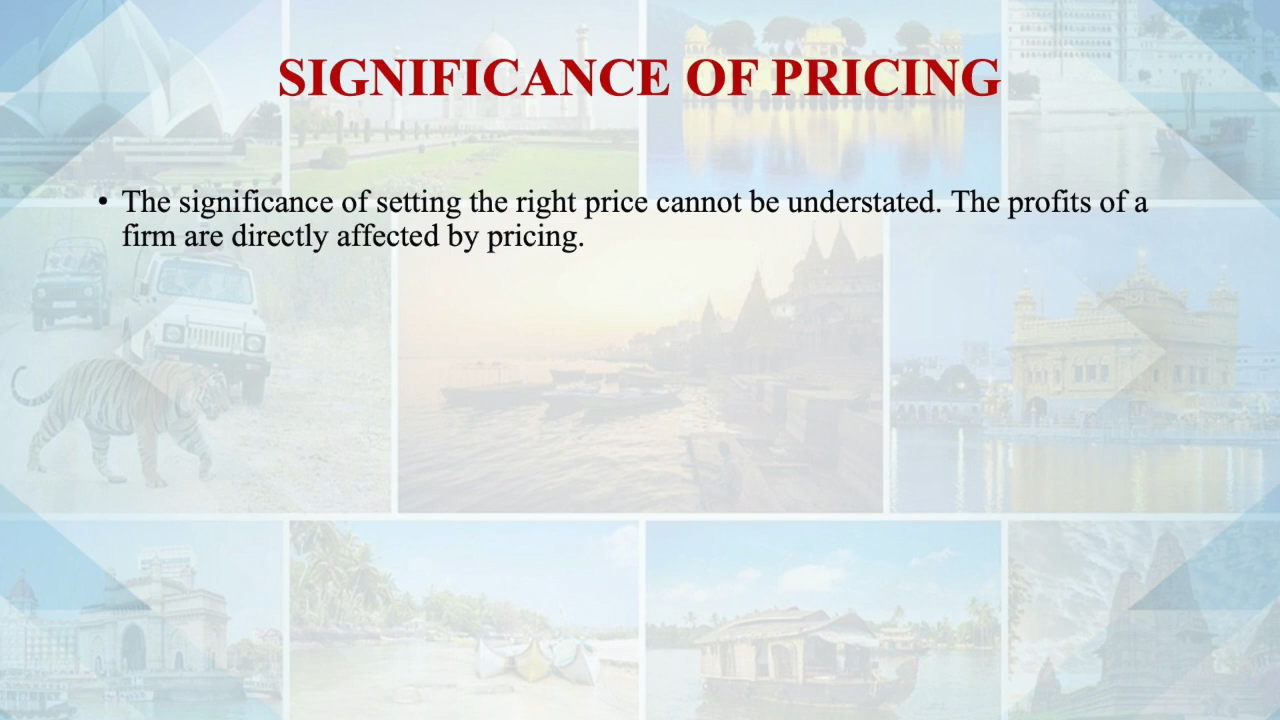 SIGNIFICANCE OF PRICING
• The significance of setting the right price cannot be understated. The profits of a
firm are directly affected by pricing.